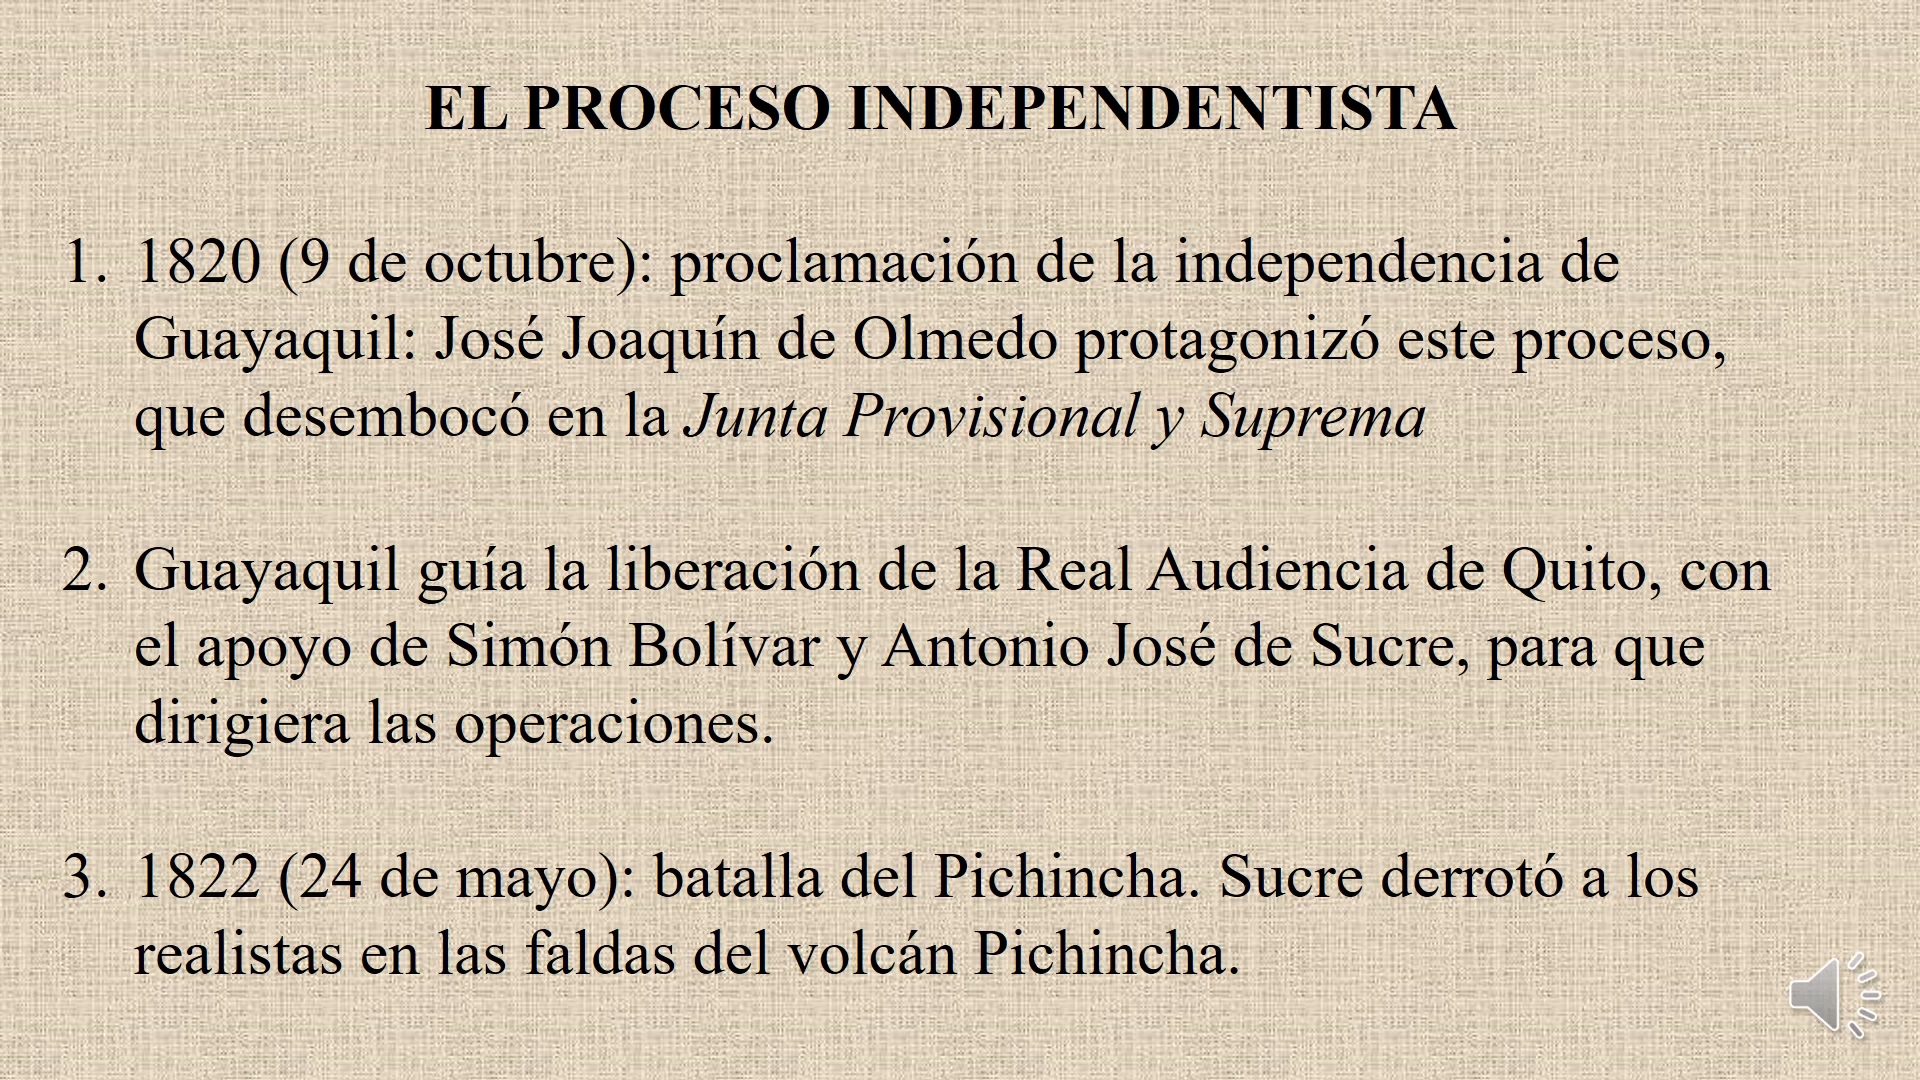 EL PROCESO INDEPENDENTISTA
1. 1820 (9 de octubre): proclamación de la independencia de
Guayaquil: José Joaquín de Olmedo protagonizó este proceso,
que desembocó en la Junta Provisional y Suprema
2. Guayaquil guía la liberación de la Real Audiencia de Quito, con
el apoyo de Simón Bolívar y Antonio José de Sucre, para que
dirigiera las operaciones.
3. 1822 (24 de mayo): batalla del Pichincha. Sucre derrotó a los
realistas en las faldas del volcán Pichincha.